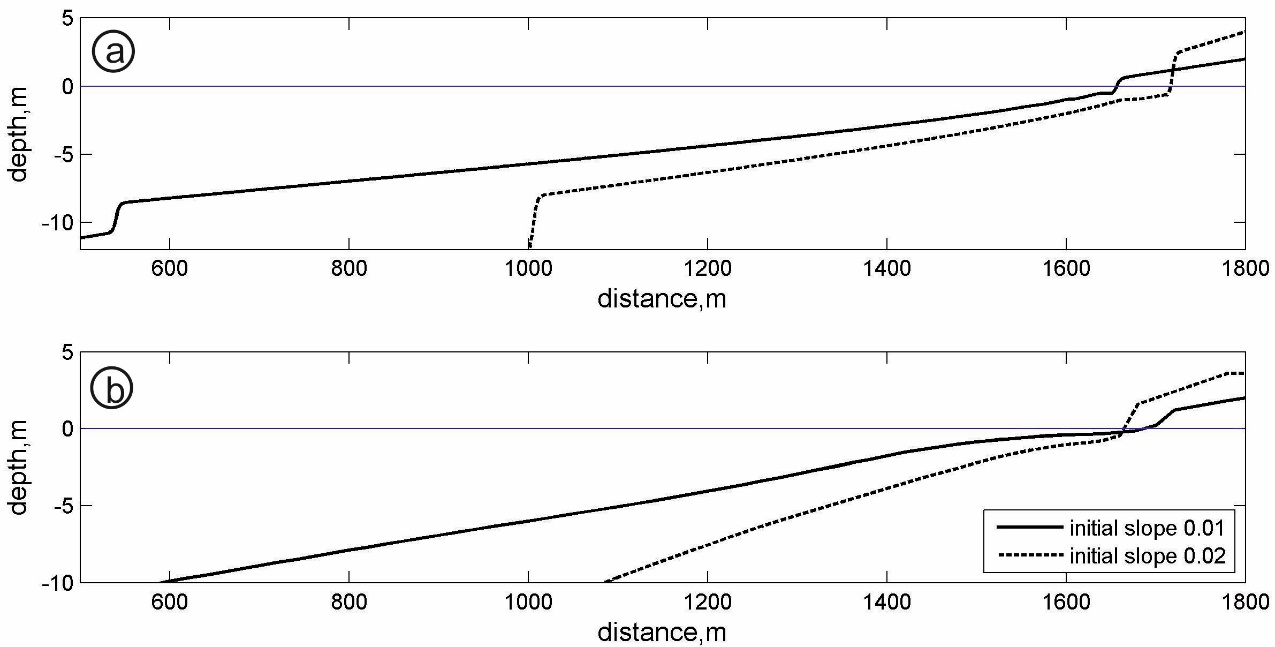 a
5
0
-5
-10
depth,m
600 800 1000 1200 1400 1600 1800
distance,m
b
5
0
-5
-10
depth,m
initial slope 0.01
initial slope 0.02
600 800 1000 1200 1400 1600 1800
distance,m